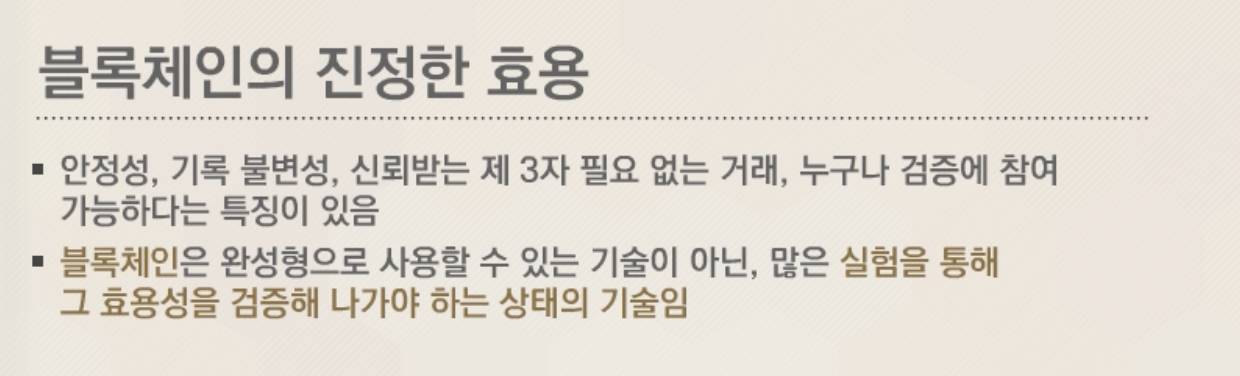 블록체인의 진정한 효용
▪ 안정성, 기록 불변성, 신뢰받는 제 3자 필요 없는 거래, 누구나 검증에 참여
가능하다는 특징이 있음
▪ 블록체인은 완성형으로 사용할 수 있는 기술이 아닌, 많은 실험을 통해
그 효용성을 검증해 나가야 하는 상태의 기술임